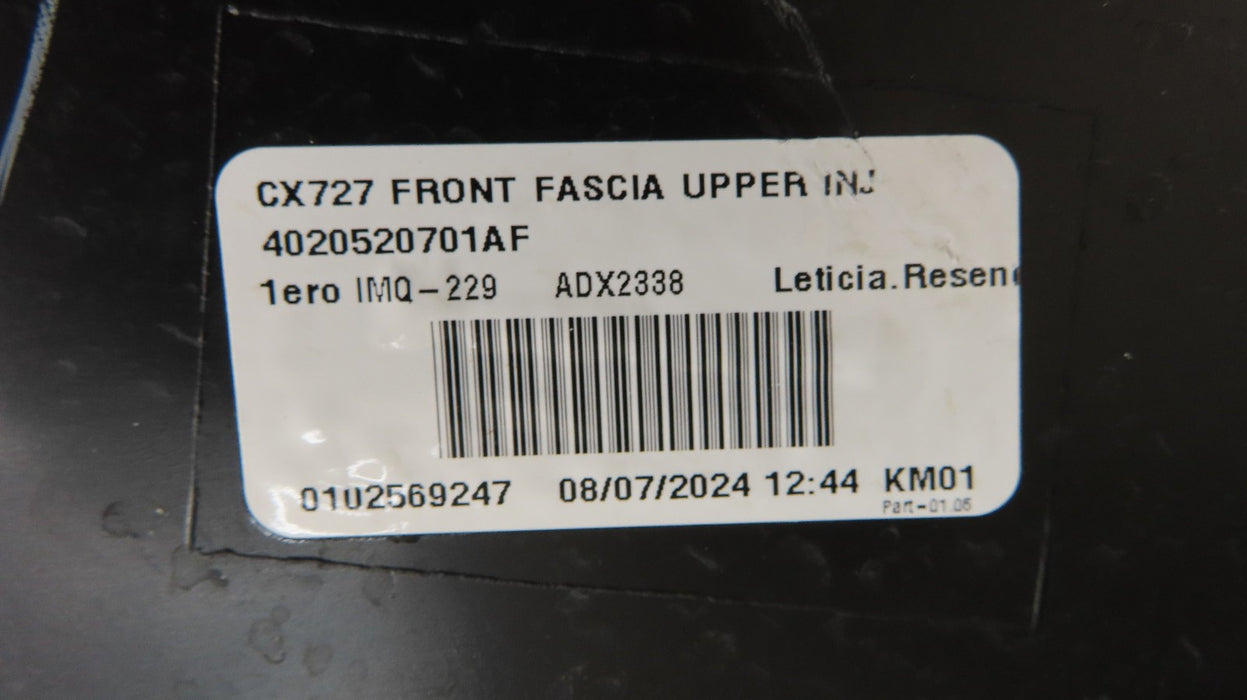 CX727 FRONT FASCIA UPPER INJ
4020520701AF
1ero IMQ-229 ADX2338 Leticia.Resen
0102569247 08/07/2024 12:44 KM01
Part-01.06